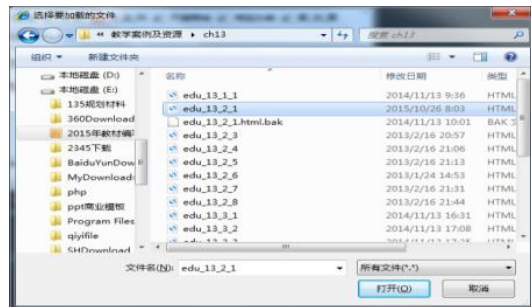 选择要加载的文件
« 教学案例及资源 ▸ ch13
搜索 ch13
组织 新建文件夹
本地磁盘 (D:)
本地磁盘 (E:)
135规划材料
360Download
2015年教材编
2345下载
BaiduYunDow
MyDownload
php
ppt商业模板
Program Files
qiyifile
SHDownload
名称 修改日期 类型
edu_13_1_1 2014/11/13 9:36 HTML
edu_13_2_1 2015/10/26 8:03 HTML
edu_13_2_1.html.bak 2014/11/13 10:01 BAK 文
edu_13_2_3 2013/2/16 20:57 HTML
edu_13_2_4 2013/2/16 21:06 HTML
edu_13_2_5 2013/2/16 21:13 HTML
edu_13_2_6 2013/1/24 14:53 HTML
edu_13_2_7 2013/2/16 21:31 HTML
edu_13_2_8 2013/2/16 21:44 HTML
edu_13_3_1 2014/11/13 16:31 HTML
edu_13_3_2 2014/11/13 17:08 HTML
文件名(N): edu_13_2_1 所有文件(*.*)
打开(O) 取消